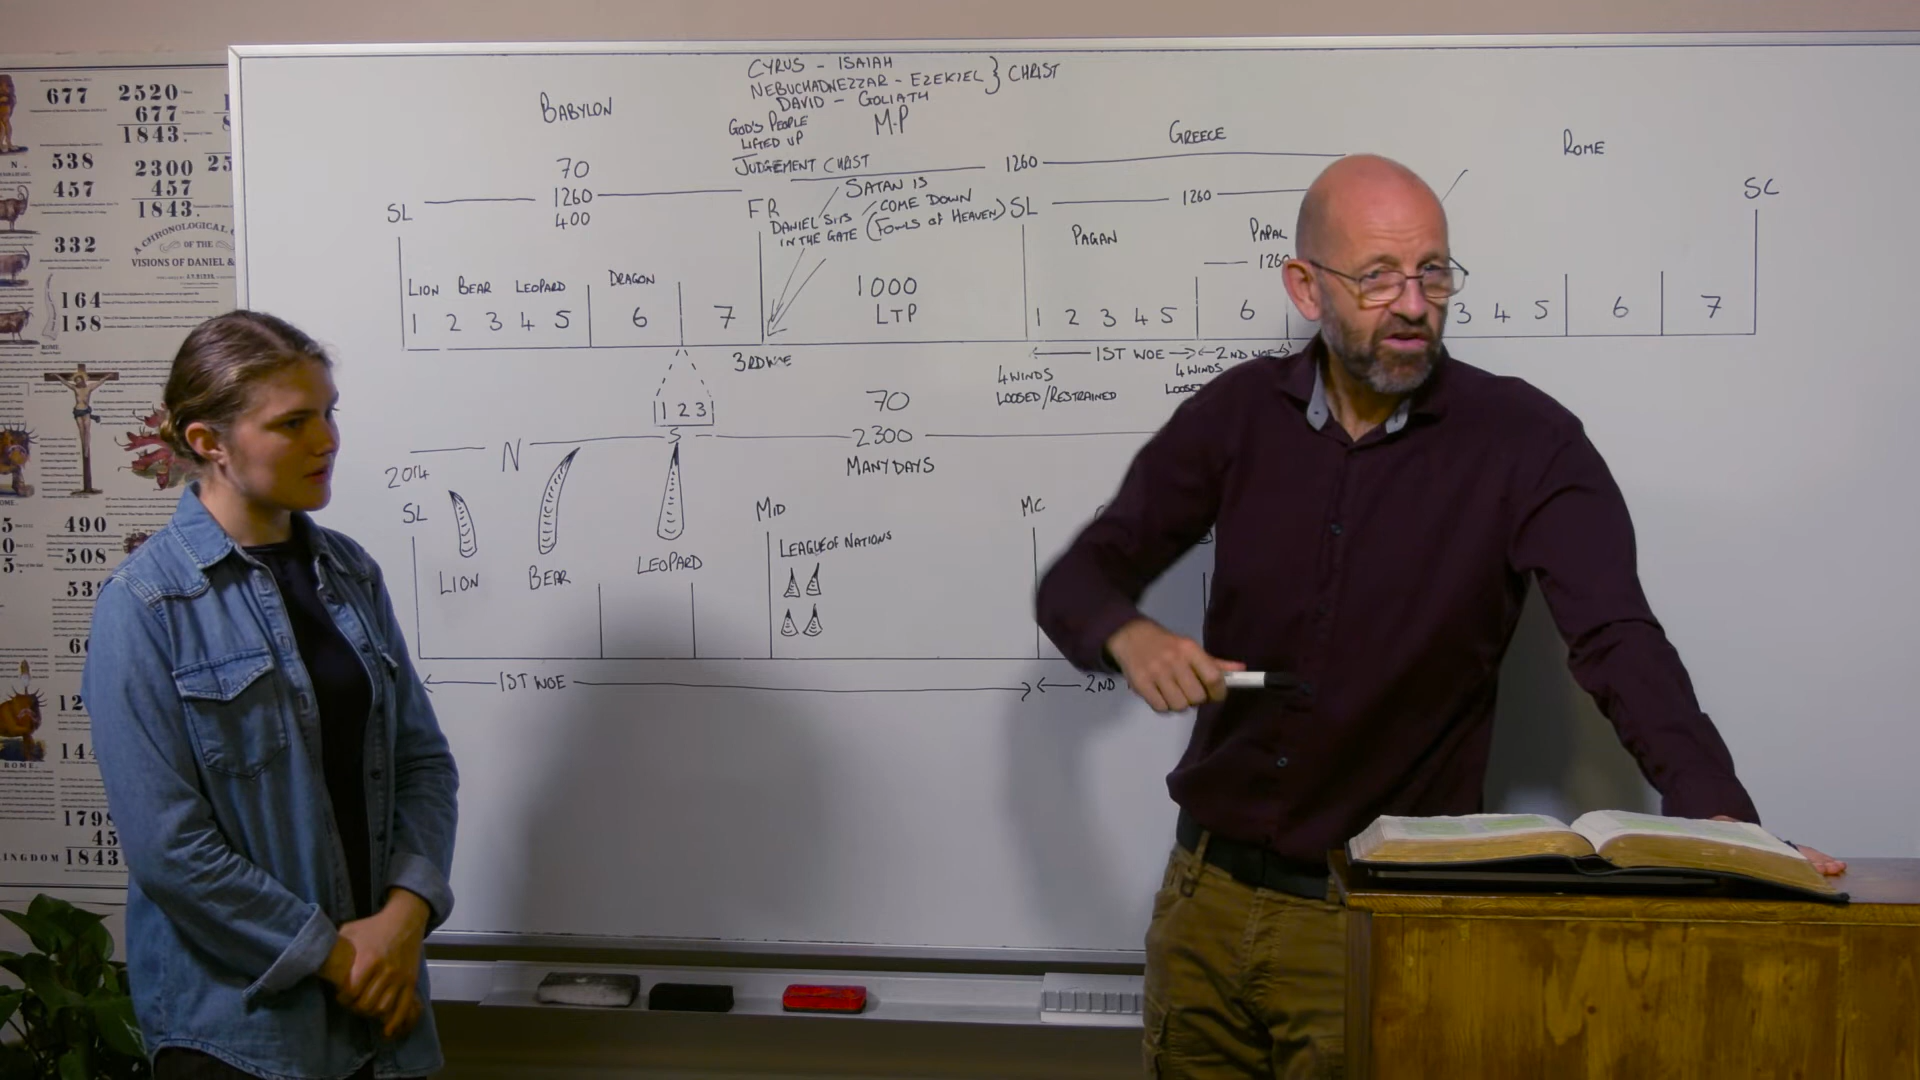 677 2520
677
1843.
N. 538 2300 25
457 457
1843.
A CHRONOLOGICAL
OF THE
VISIONS OF DANIEL &
332
164
158
ROME
490
508
1798
45
KINGDOM 1843
CYRUS - ISAIAH
NEBUCHADNEZZAR - EZEKIEL } CHRIST
DAVID - GOLIATH
GOD'S PEOPLE M-P
LIFTED UP
JUDGEMENT CHRIST
BABYLON
GREECE
ROME
70
1260
400
1260
1260
SL
FR
SATAN IS
COME DOWN
(FOWLS OF HEAVEN)
DANIEL SITS
IN THE GATE
SL
SC
PAGAN
PAPAL
1260
LION BEAR LEOPARD DRAGON
1 2 3 4 5 6 7
1000
LTP
1 2 3 4 5 6
3 4 5 6 7
3RD WOE
1ST WOE 2ND WOE
4 WINDS
LOOSED/RESTRAINED
4 WINDS
LOOSED
1 2 3
S
70
2300
MANY DAYS
N
2014
SL
LION BEAR LEOPARD
MID
LEAGUE OF NATIONS
MC
1ST WOE
2ND